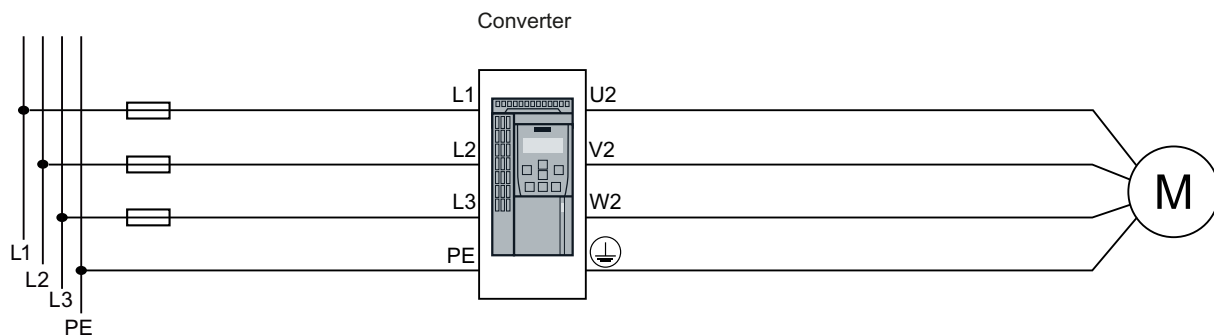 Converter
L1 U2
L2 V2
L3 W2
PE
M
L1
L2
L3
PE